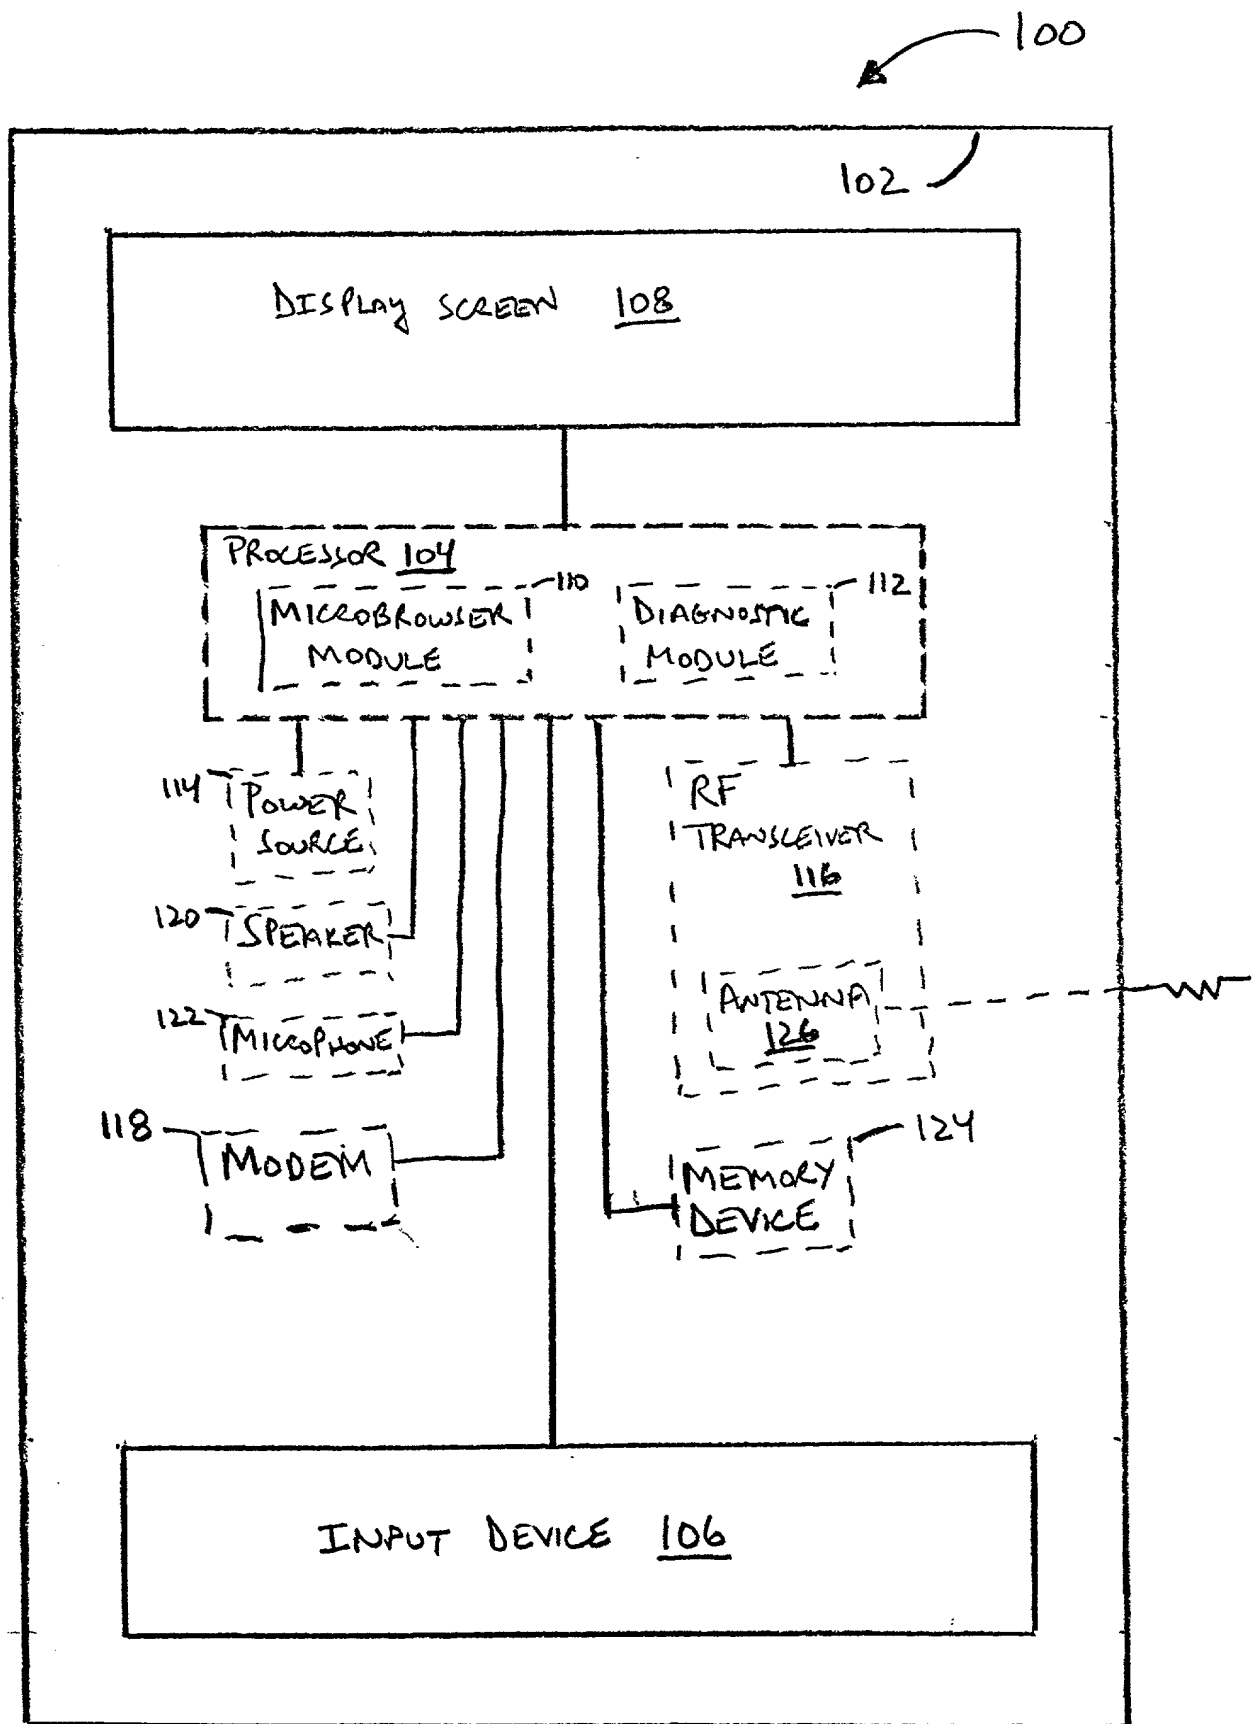 100
102
DISPLAY SCREEN 108
PROCESSOR 104
110
112
MICROBROWSER
MODULE
DIAGNOSTIC
MODULE
114
POWER
SOURCE
RF
TRANSCEIVER
116
120
SPEAKER
ANTENNA
126
122
MICROPHONE
118
MODEM
124
MEMORY
DEVICE
INPUT DEVICE 106